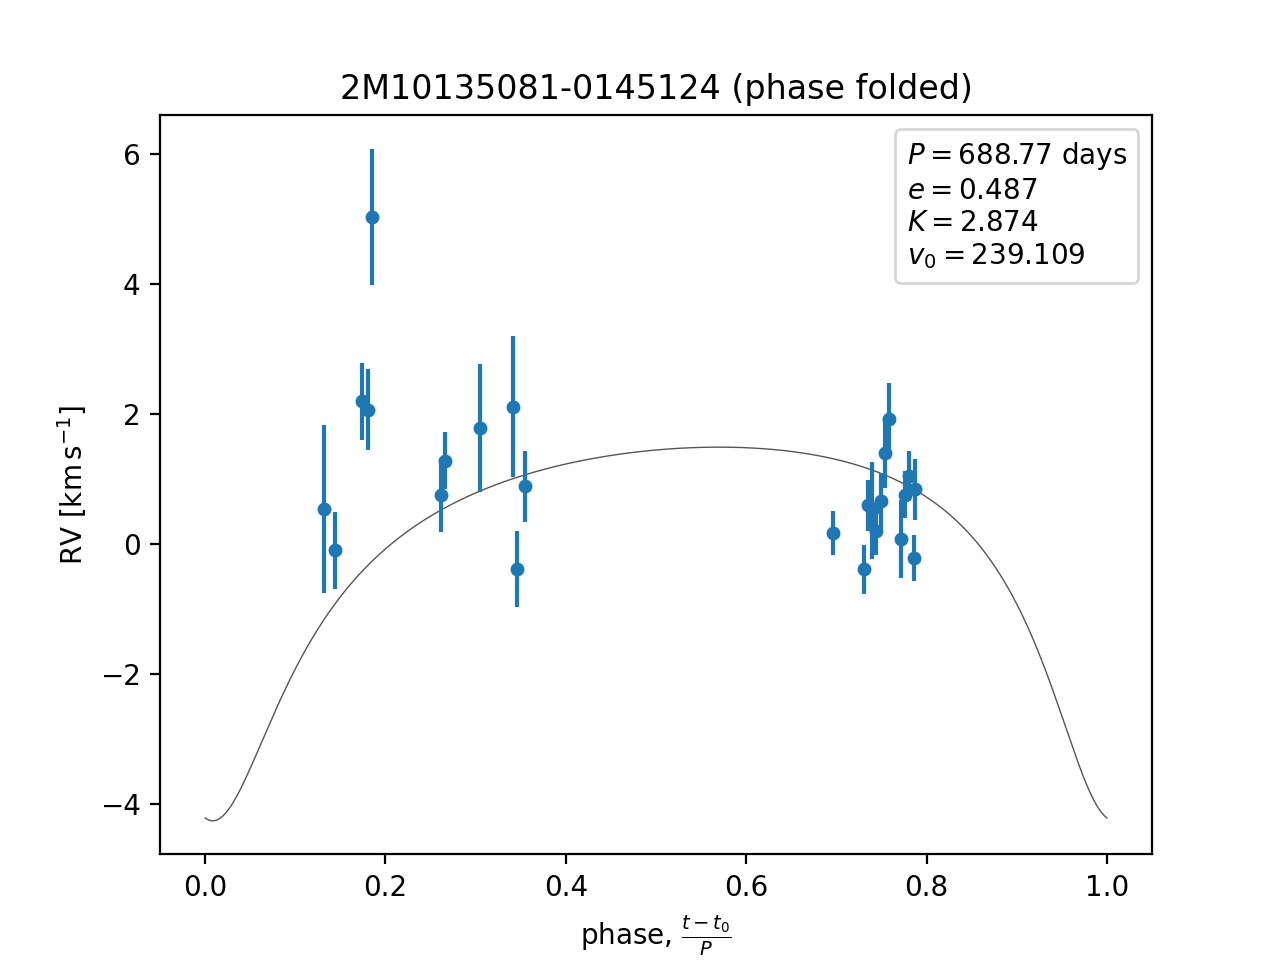 2M10135081-0145124 (phase folded)
P = 688.77 days
e = 0.487
K = 2.874
v₀ = 239.109
6
4
2
0
−2
−4
RV [km s⁻¹]
0.0 0.2 0.4 0.6 0.8 1.0
phase, (t − t₀)/P